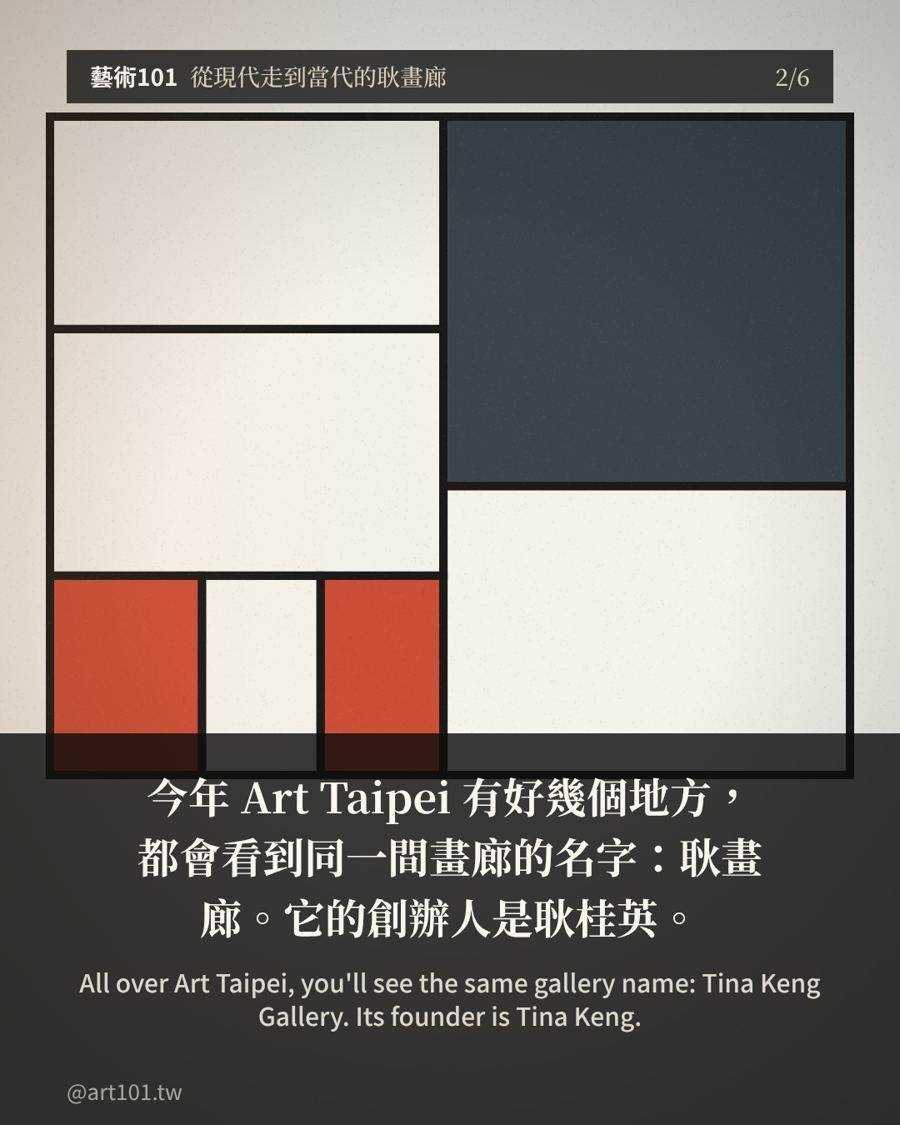 藝術101 從現代走到當代的耿畫廊 2/6
今年 Art Taipei 有好幾個地方，
都會看到同一間畫廊的名字：耿畫
廊。它的創辦人是耿桂英。
All over Art Taipei, you'll see the same gallery name: Tina Keng
Gallery. Its founder is Tina Keng.
@art101.tw